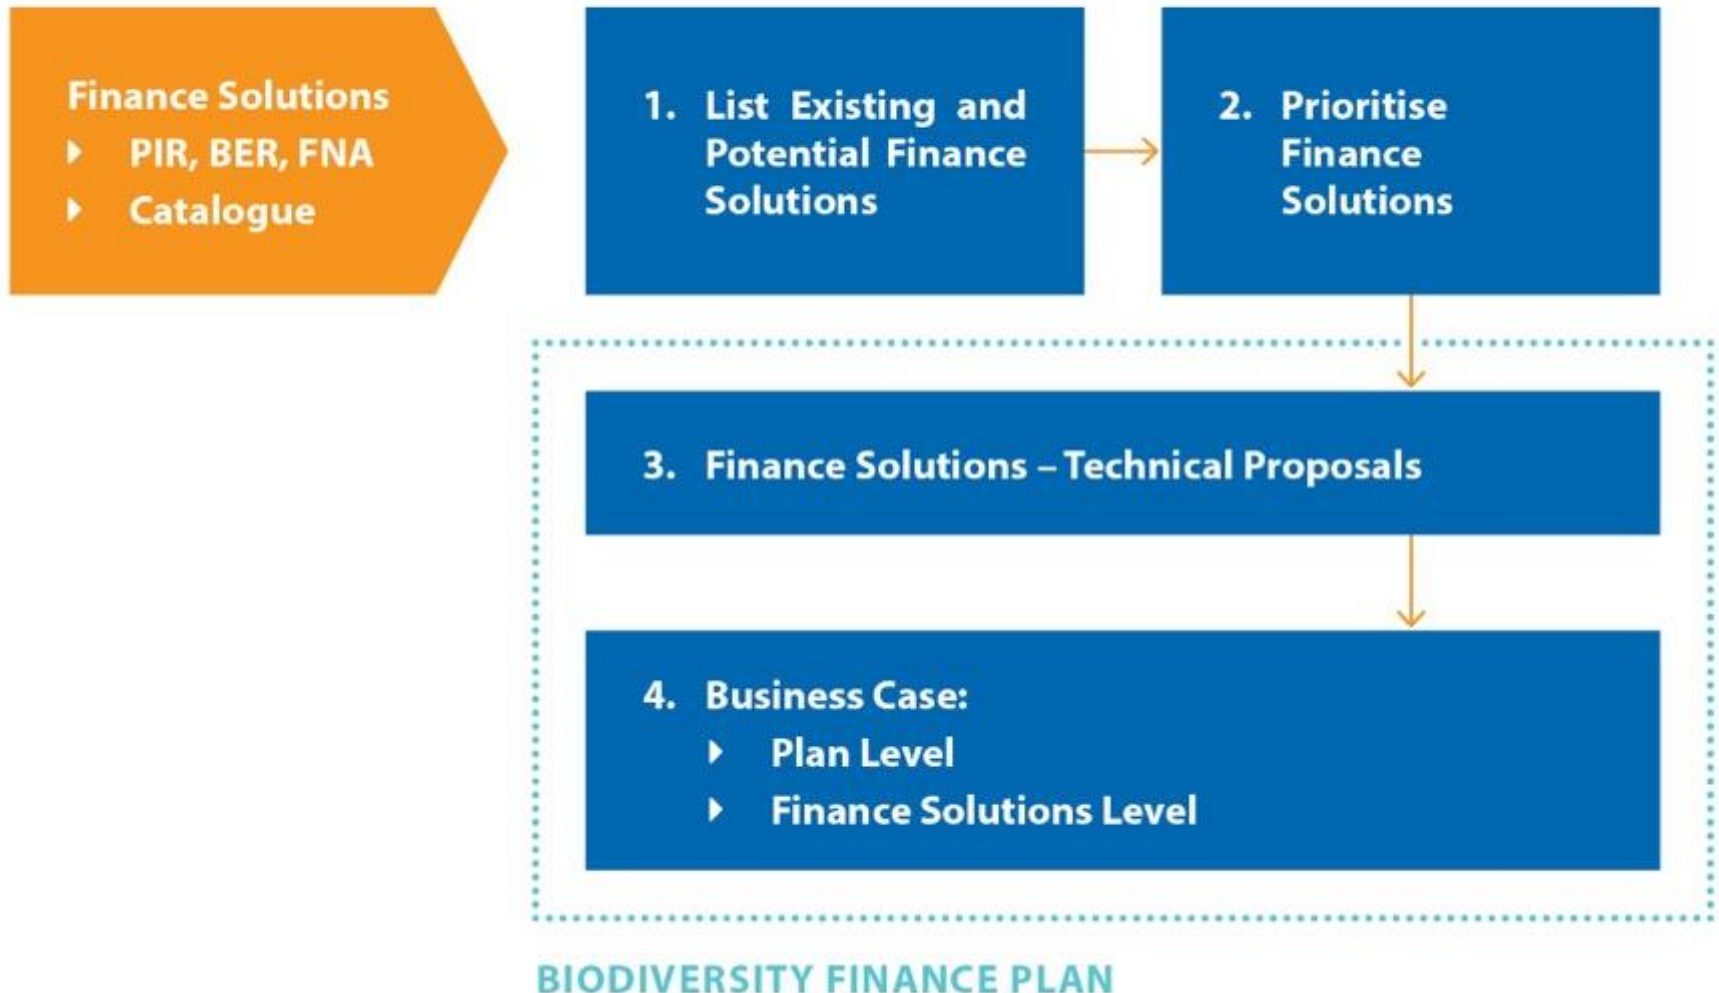 Finance Solutions
PIR, BER, FNA
Catalogue
1. List Existing and
Potential Finance
Solutions
2. Prioritise
Finance
Solutions
3. Finance Solutions – Technical Proposals
4. Business Case:
Plan Level
Finance Solutions Level
BIODIVERSITY FINANCE PLAN